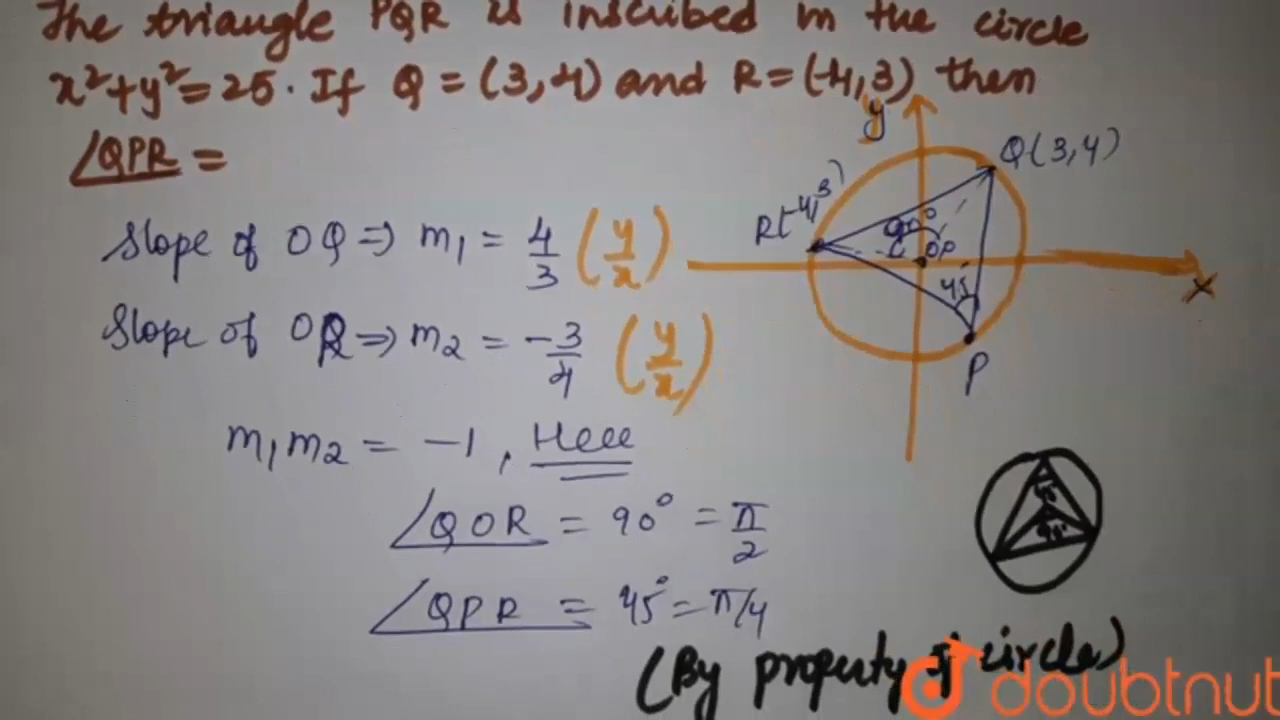 The triangle PQR is inscribed in the circle
x²+y²=25. If Q = (3,4) and R=(-4,3) then
∠QPR =
y
Q(3,4)
R(-4,3)
90°
45
P
x
Slope of OQ ⇒ m₁ = 4/3 (y/x)
Slope of OR ⇒ m₂ = -3/4 (y/x)
m₁m₂ = -1, Here
∠QOR = 90° = π/2
∠QPR = 45° = π/4
(By property of circle)
doubtnut